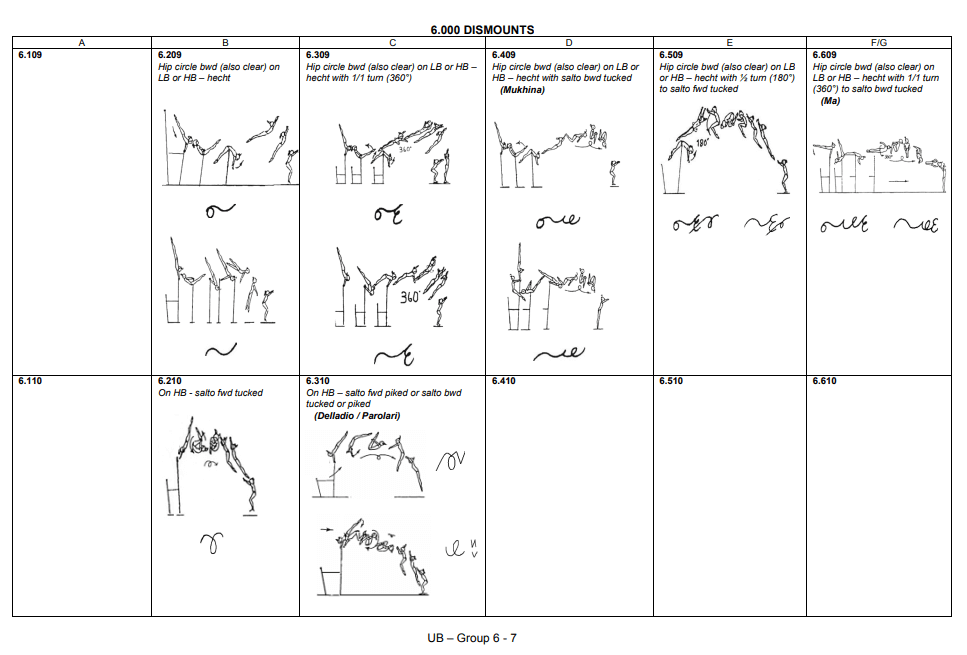 6.000 DISMOUNTS
A
B
C
D
E
F/G
6.109
6.209
Hip circle bwd (also clear) on
LB or HB – hecht
6.309
Hip circle bwd (also clear) on LB or HB –
hecht with 1/1 turn (360°)
360°
360°
6.409
Hip circle bwd (also clear) on LB or
HB – hecht with salto bwd tucked
(Mukhina)
6.509
Hip circle bwd (also clear) on LB
or HB – hecht with ½ turn (180°)
to salto fwd tucked
180°
6.609
Hip circle bwd (also clear) on
LB or HB – hecht with 1/1 turn
(360°) to salto bwd tucked
(Ma)
6.110
6.210
On HB - salto fwd tucked
6.310
On HB – salto fwd piked or salto bwd
tucked or piked
(Delladio / Parolari)
6.410
6.510
6.610
UB – Group 6 - 7